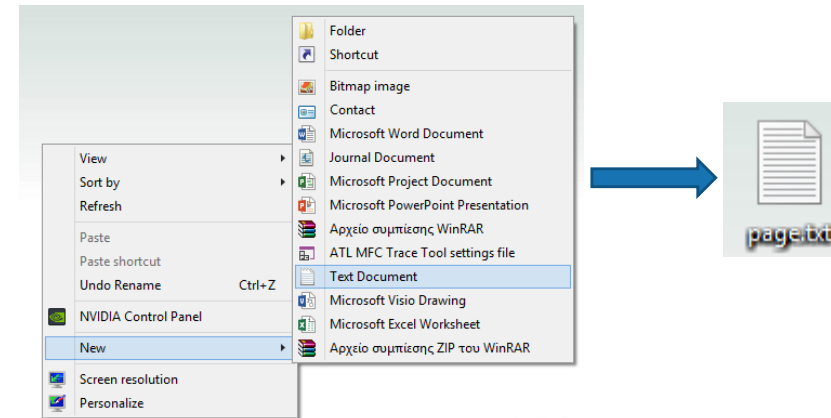 Folder
Shortcut
Bitmap image
Contact
Microsoft Word Document
Journal Document
Microsoft Project Document
Microsoft PowerPoint Presentation
Αρχείο συμπίεσης WinRAR
ATL MFC Trace Tool settings file
Text Document
Microsoft Visio Drawing
Microsoft Excel Worksheet
Αρχείο συμπίεσης ZIP του WinRAR
View
Sort by
Refresh
Paste
Paste shortcut
Undo Rename Ctrl+Z
NVIDIA Control Panel
New
Screen resolution
Personalize
page.txt